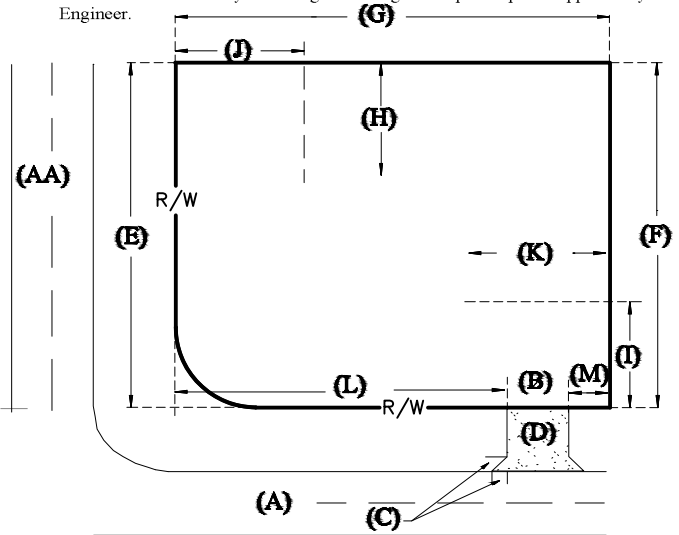 Engineer.
(G)
(J)
(H)
(AA)
R/W
(E)
(F)
(K)
(I)
(L)
(B)
(M)
R/W
(D)
(A)
(C)